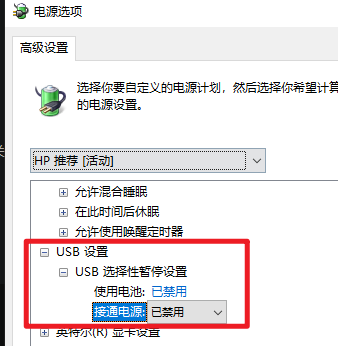 电源选项
高级设置
选择你要自定义的电源计划，然后选择你希望计算
的电源设置。
HP 推荐 [活动]
允许混合睡眠
在此时间后休眠
允许使用唤醒定时器
USB 设置
USB 选择性暂停设置
使用电池: 已禁用
接通电源: 已禁用
英特尔(R) 显卡设置